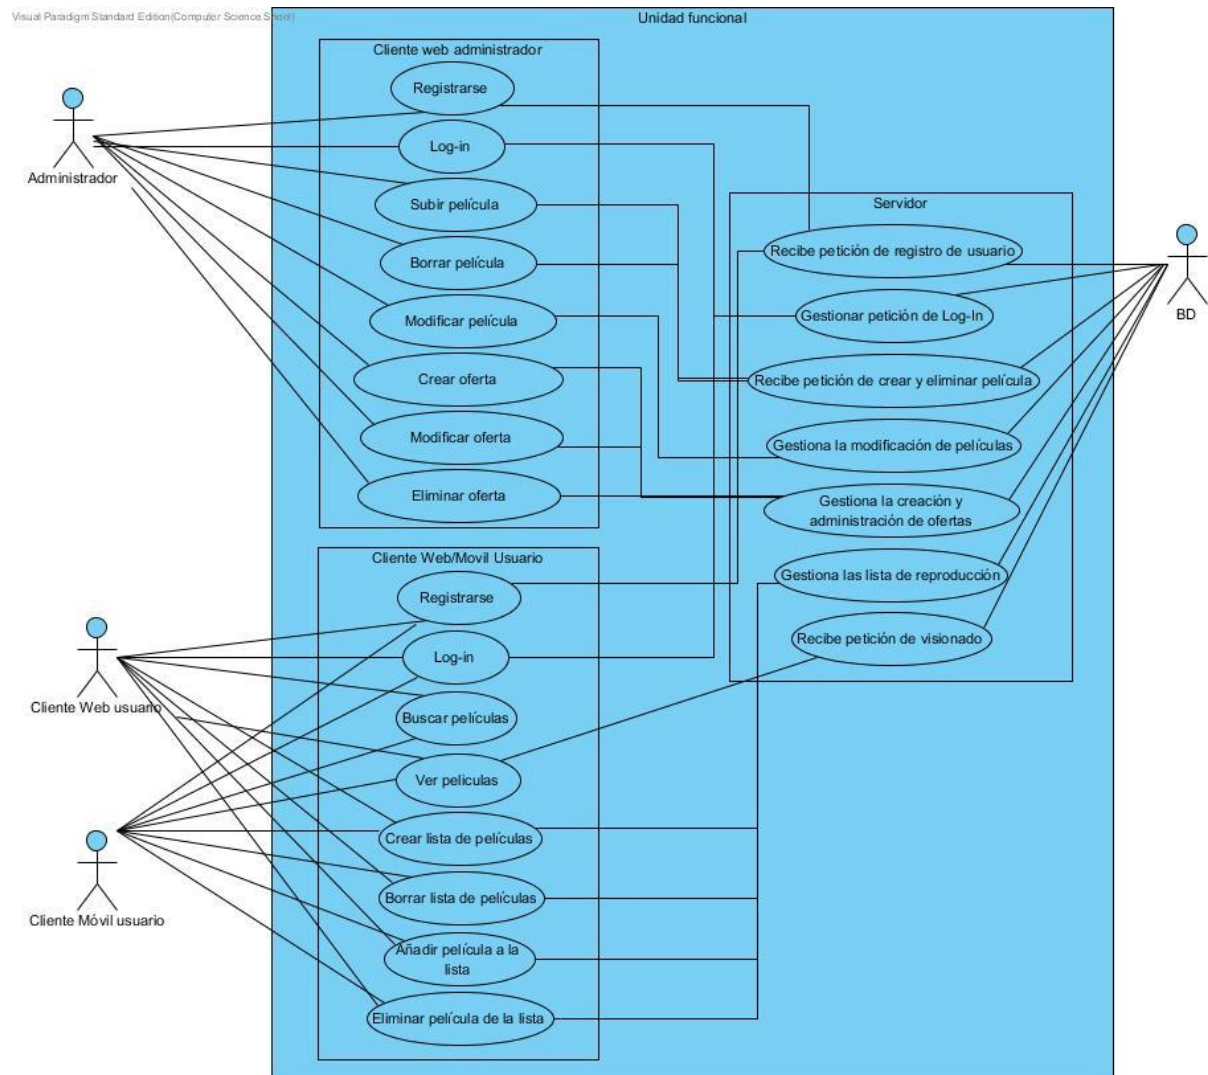 Visual Paradigm Standard Edition(Computer Science School)
Unidad funcional
Cliente web administrador
Registrarse
Log-in
Subir película
Borrar película
Modificar película
Crear oferta
Modificar oferta
Eliminar oferta
Administrador
Servidor
Recibe petición de registro de usuario
Gestionar petición de Log-In
Recibe petición de crear y eliminar película
Gestiona la modificación de películas
Gestiona la creación y
administración de ofertas
Gestiona las lista de reproducción
Recibe petición de visionado
BD
Cliente Web/Movil Usuario
Registrarse
Log-in
Buscar películas
Ver peliculas
Crear lista de películas
Borrar lista de películas
Añadir película a la
lista
Eliminar película de la lista
Cliente Web usuario
Cliente Móvil usuario